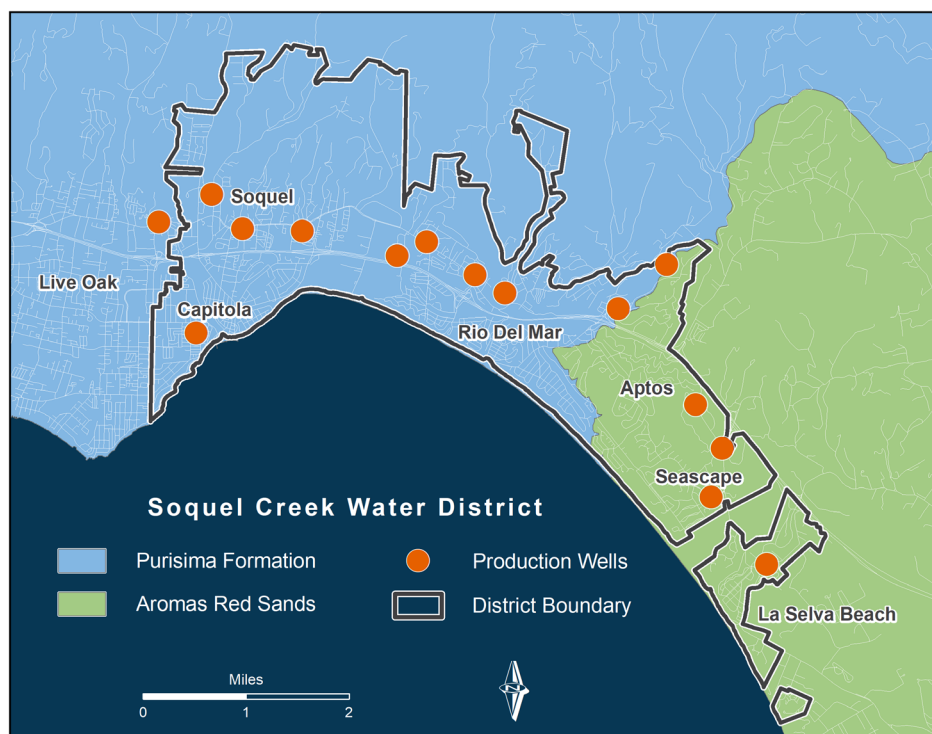 Soquel
Live Oak
Capitola
Rio Del Mar
Aptos
Seascape
La Selva Beach
Soquel Creek Water District
Purisima Formation
Production Wells
Aromas Red Sands
District Boundary
Miles
0 1 2
N